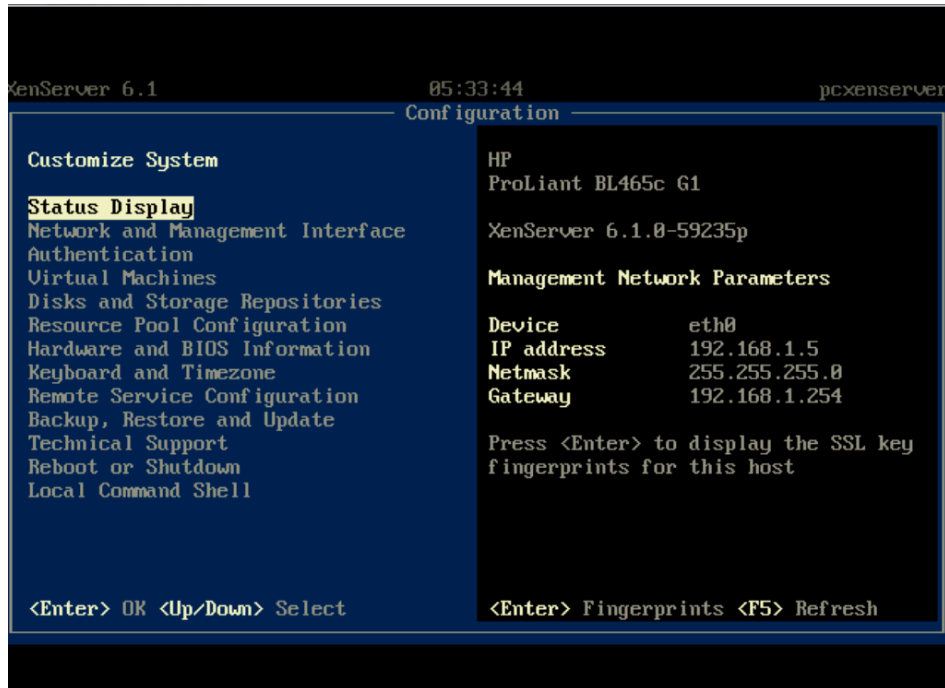 XenServer 6.1 05:33:44 pcxenserver
Configuration
Customize System
Status Display
Network and Management Interface
Authentication
Virtual Machines
Disks and Storage Repositories
Resource Pool Configuration
Hardware and BIOS Information
Keyboard and Timezone
Remote Service Configuration
Backup, Restore and Update
Technical Support
Reboot or Shutdown
Local Command Shell
<Enter> OK <Up/Down> Select
HP
ProLiant BL465c G1
XenServer 6.1.0-59235p
Management Network Parameters
Device eth0
IP address 192.168.1.5
Netmask 255.255.255.0
Gateway 192.168.1.254
Press <Enter> to display the SSL key
fingerprints for this host
<Enter> Fingerprints <F5> Refresh